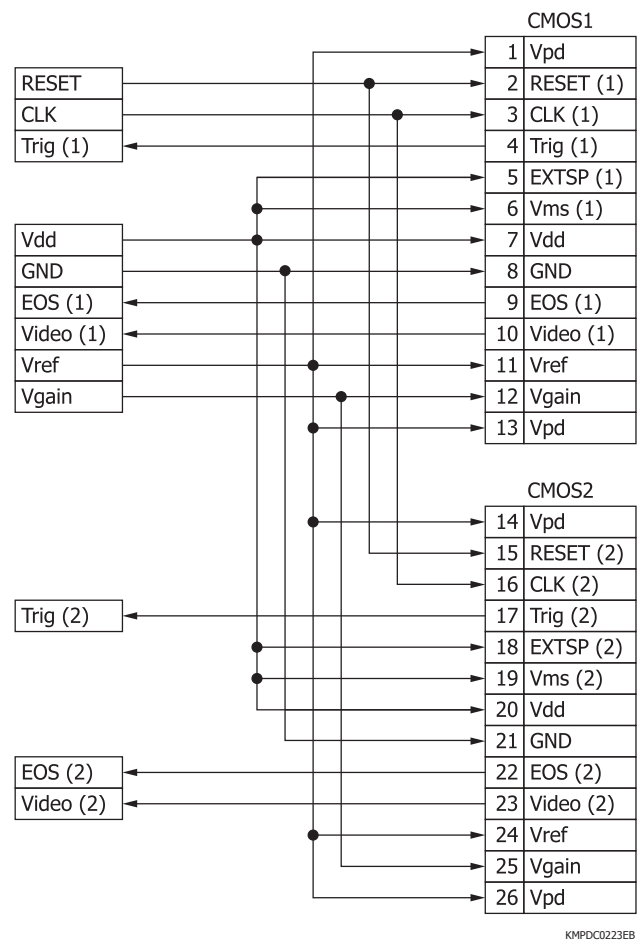 CMOS1
1 Vpd
RESET 2 RESET (1)
CLK 3 CLK (1)
Trig (1) 4 Trig (1)
5 EXTSP (1)
6 Vms (1)
Vdd 7 Vdd
GND 8 GND
EOS (1) 9 EOS (1)
Video (1) 10 Video (1)
Vref 11 Vref
Vgain 12 Vgain
13 Vpd
CMOS2
14 Vpd
15 RESET (2)
16 CLK (2)
Trig (2) 17 Trig (2)
18 EXTSP (2)
19 Vms (2)
20 Vdd
21 GND
EOS (2) 22 EOS (2)
Video (2) 23 Video (2)
24 Vref
25 Vgain
26 Vpd
KMPDC0223EB